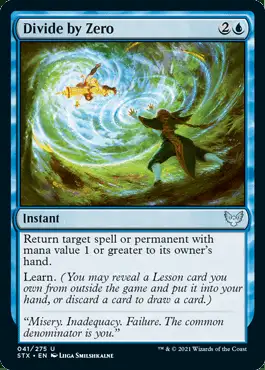 Divide by Zero 2
Instant
Return target spell or permanent with
mana value 1 or greater to its owner's
hand.
Learn. (You may reveal a Lesson card you
own from outside the game and put it into
your hand, or discard a card to draw a card.)
"Misery. Inadequacy. Failure. The common
denominator is you."
041/275 U
STX • EN LIIGA SMILSHKALNE
™ & © 2021 Wizards of the Coast